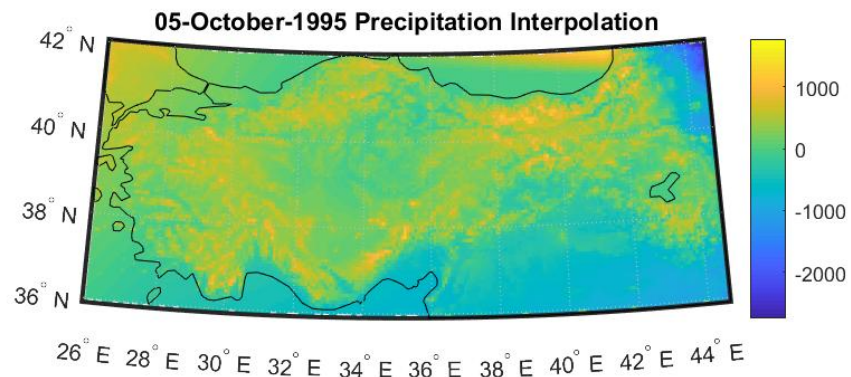 05-October-1995 Precipitation Interpolation
42° N
40° N
38° N
36° N
26° E 28° E 30° E 32° E 34° E 36° E 38° E 40° E 42° E 44° E
1000
0
-1000
-2000